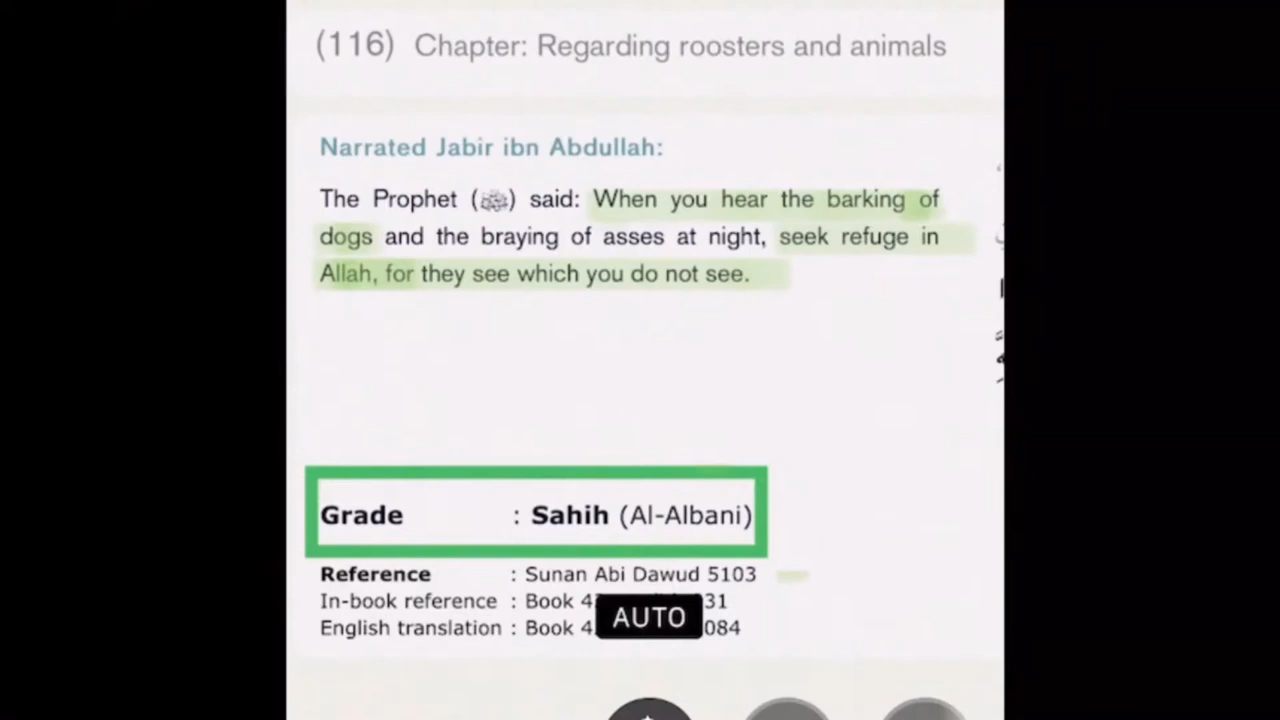 (116) Chapter: Regarding roosters and animals
Narrated Jabir ibn Abdullah:
The Prophet (ﷺ) said: When you hear the barking of
dogs and the braying of asses at night, seek refuge in
Allah, for they see which you do not see.
Grade : Sahih (Al-Albani)
Reference : Sunan Abi Dawud 5103
In-book reference : Book 4 31
English translation : Book 4 084
AUTO